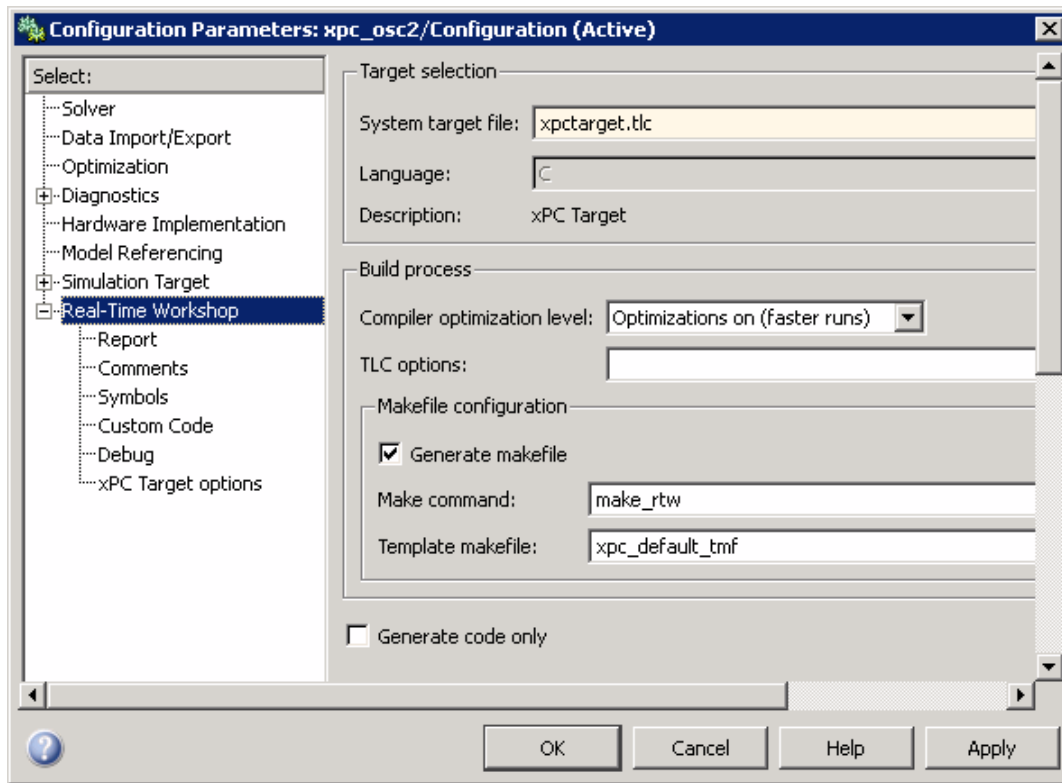 Configuration Parameters: xpc_osc2/Configuration (Active)
Select:
Solver
Data Import/Export
Optimization
Diagnostics
Hardware Implementation
Model Referencing
Simulation Target
Real-Time Workshop
Report
Comments
Symbols
Custom Code
Debug
xPC Target options
Target selection
System target file: xpctarget.tlc
Language: C
Description: xPC Target
Build process
Compiler optimization level: Optimizations on (faster runs)
TLC options:
Makefile configuration
Generate makefile
Make command: make_rtw
Template makefile: xpc_default_tmf
Generate code only
OK Cancel Help Apply